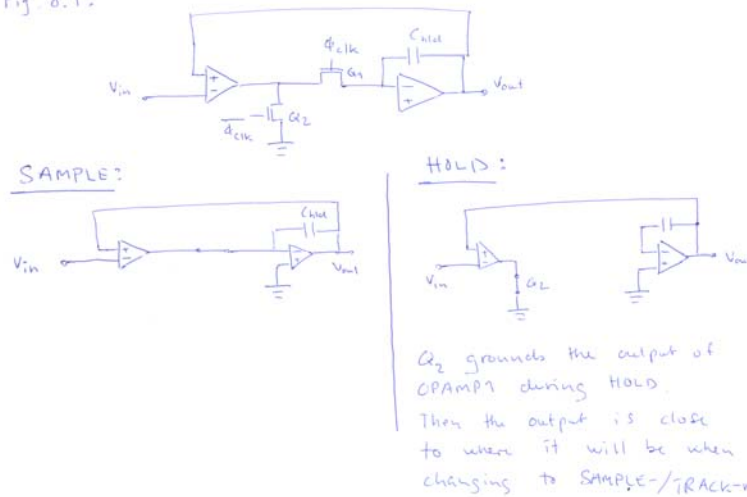 Fig. 8.1.
Φclk
Chld
Q1
Vin
+
-
-
+
Vout
Φclk
Q2
SAMPLE:
HOLD:
Chld
Vin
+
-
-
+
Vout
Vin
+
-
Q2
-
+
Vou
Q2 grounds the output of
OPAMP1 during HOLD.
Then the output is close
to where it will be when
changing to SAMPLE-/TRACK-